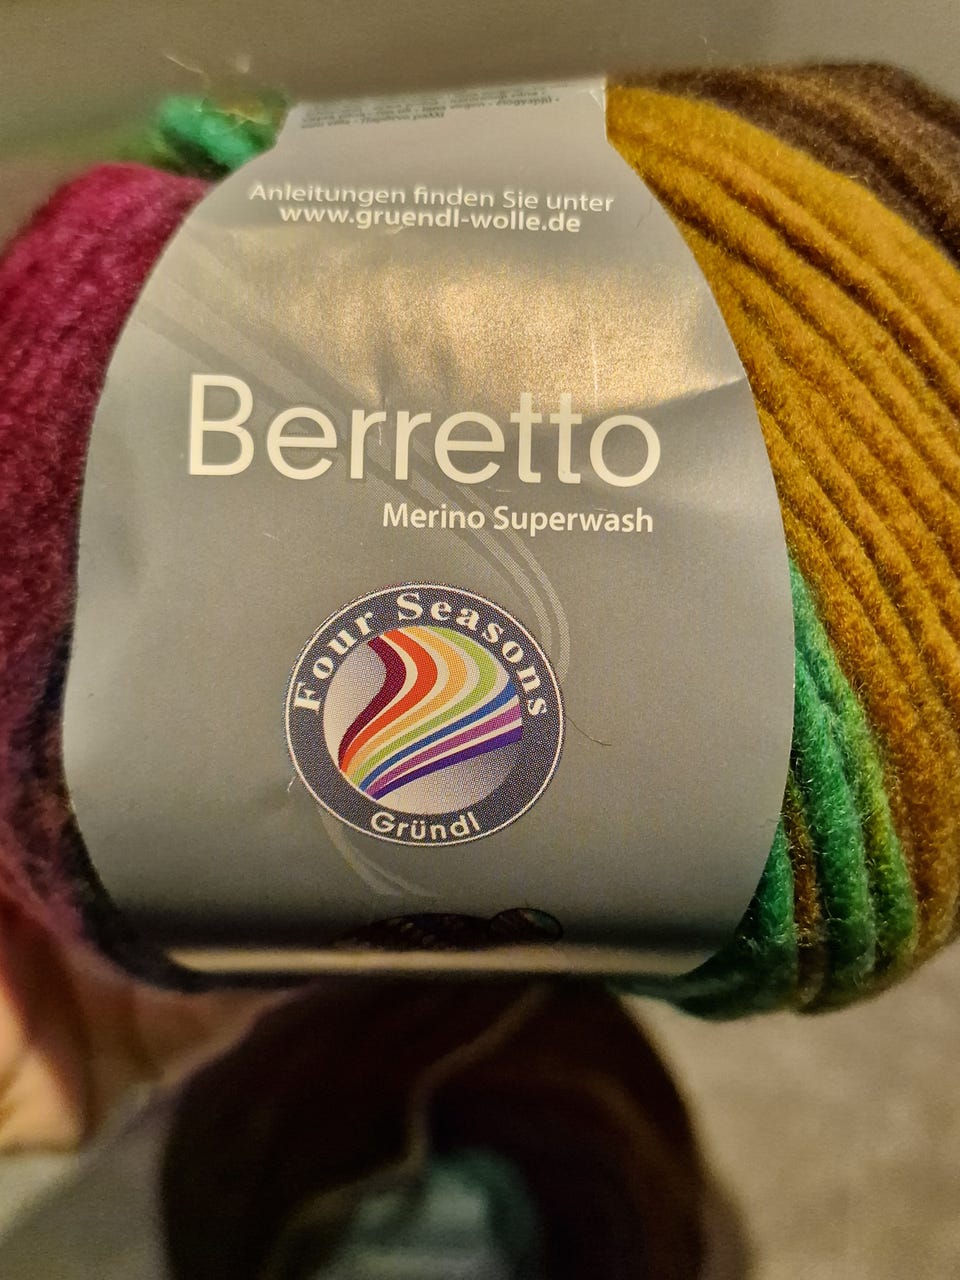 Anleitungen finden Sie unter
www.gruendl-wolle.de
Berretto
Merino Superwash
Four Seasons
Gründl